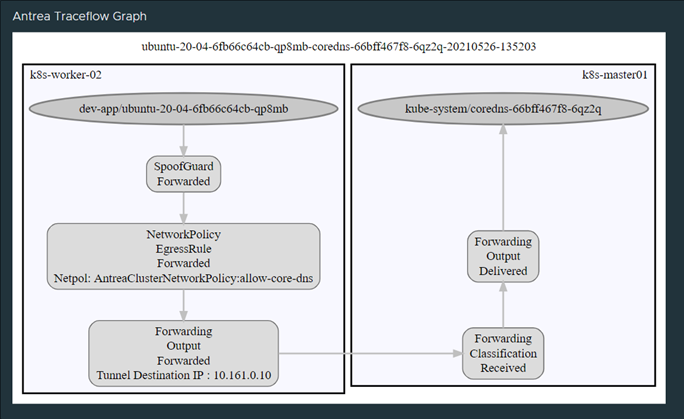 Antrea Traceflow Graph
ubuntu-20-04-6fb66c64cb-qp8mb-coredns-66bff467f8-6qz2q-20210526-135203
k8s-worker-02
dev-app/ubuntu-20-04-6fb66c64cb-qp8mb
SpoofGuard
Forwarded
NetworkPolicy
EgressRule
Forwarded
Netpol: AntreaClusterNetworkPolicy:allow-core-dns
Forwarding
Output
Forwarded
Tunnel Destination IP : 10.161.0.10
k8s-master01
kube-system/coredns-66bff467f8-6qz2q
Forwarding
Output
Delivered
Forwarding
Classification
Received